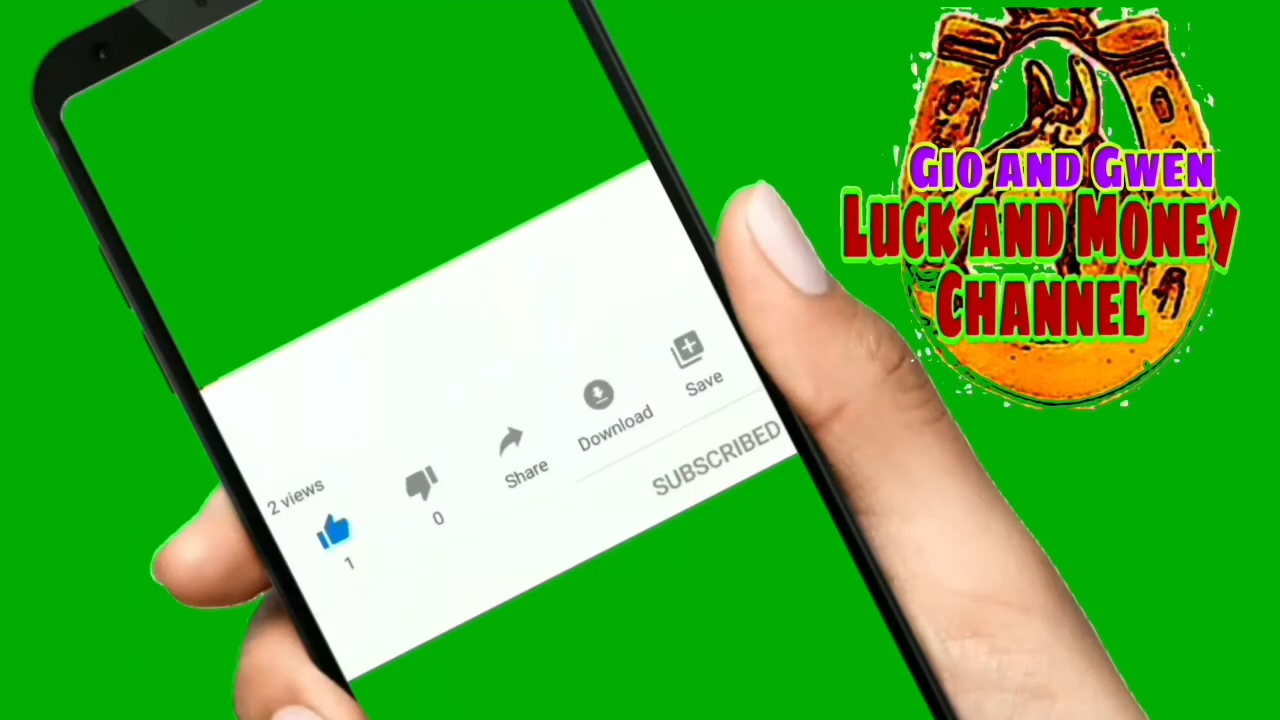 Gio and Gwen
Luck and Money
Channel
2 views
1
0
Share
Download
Save
SUBSCRIBED